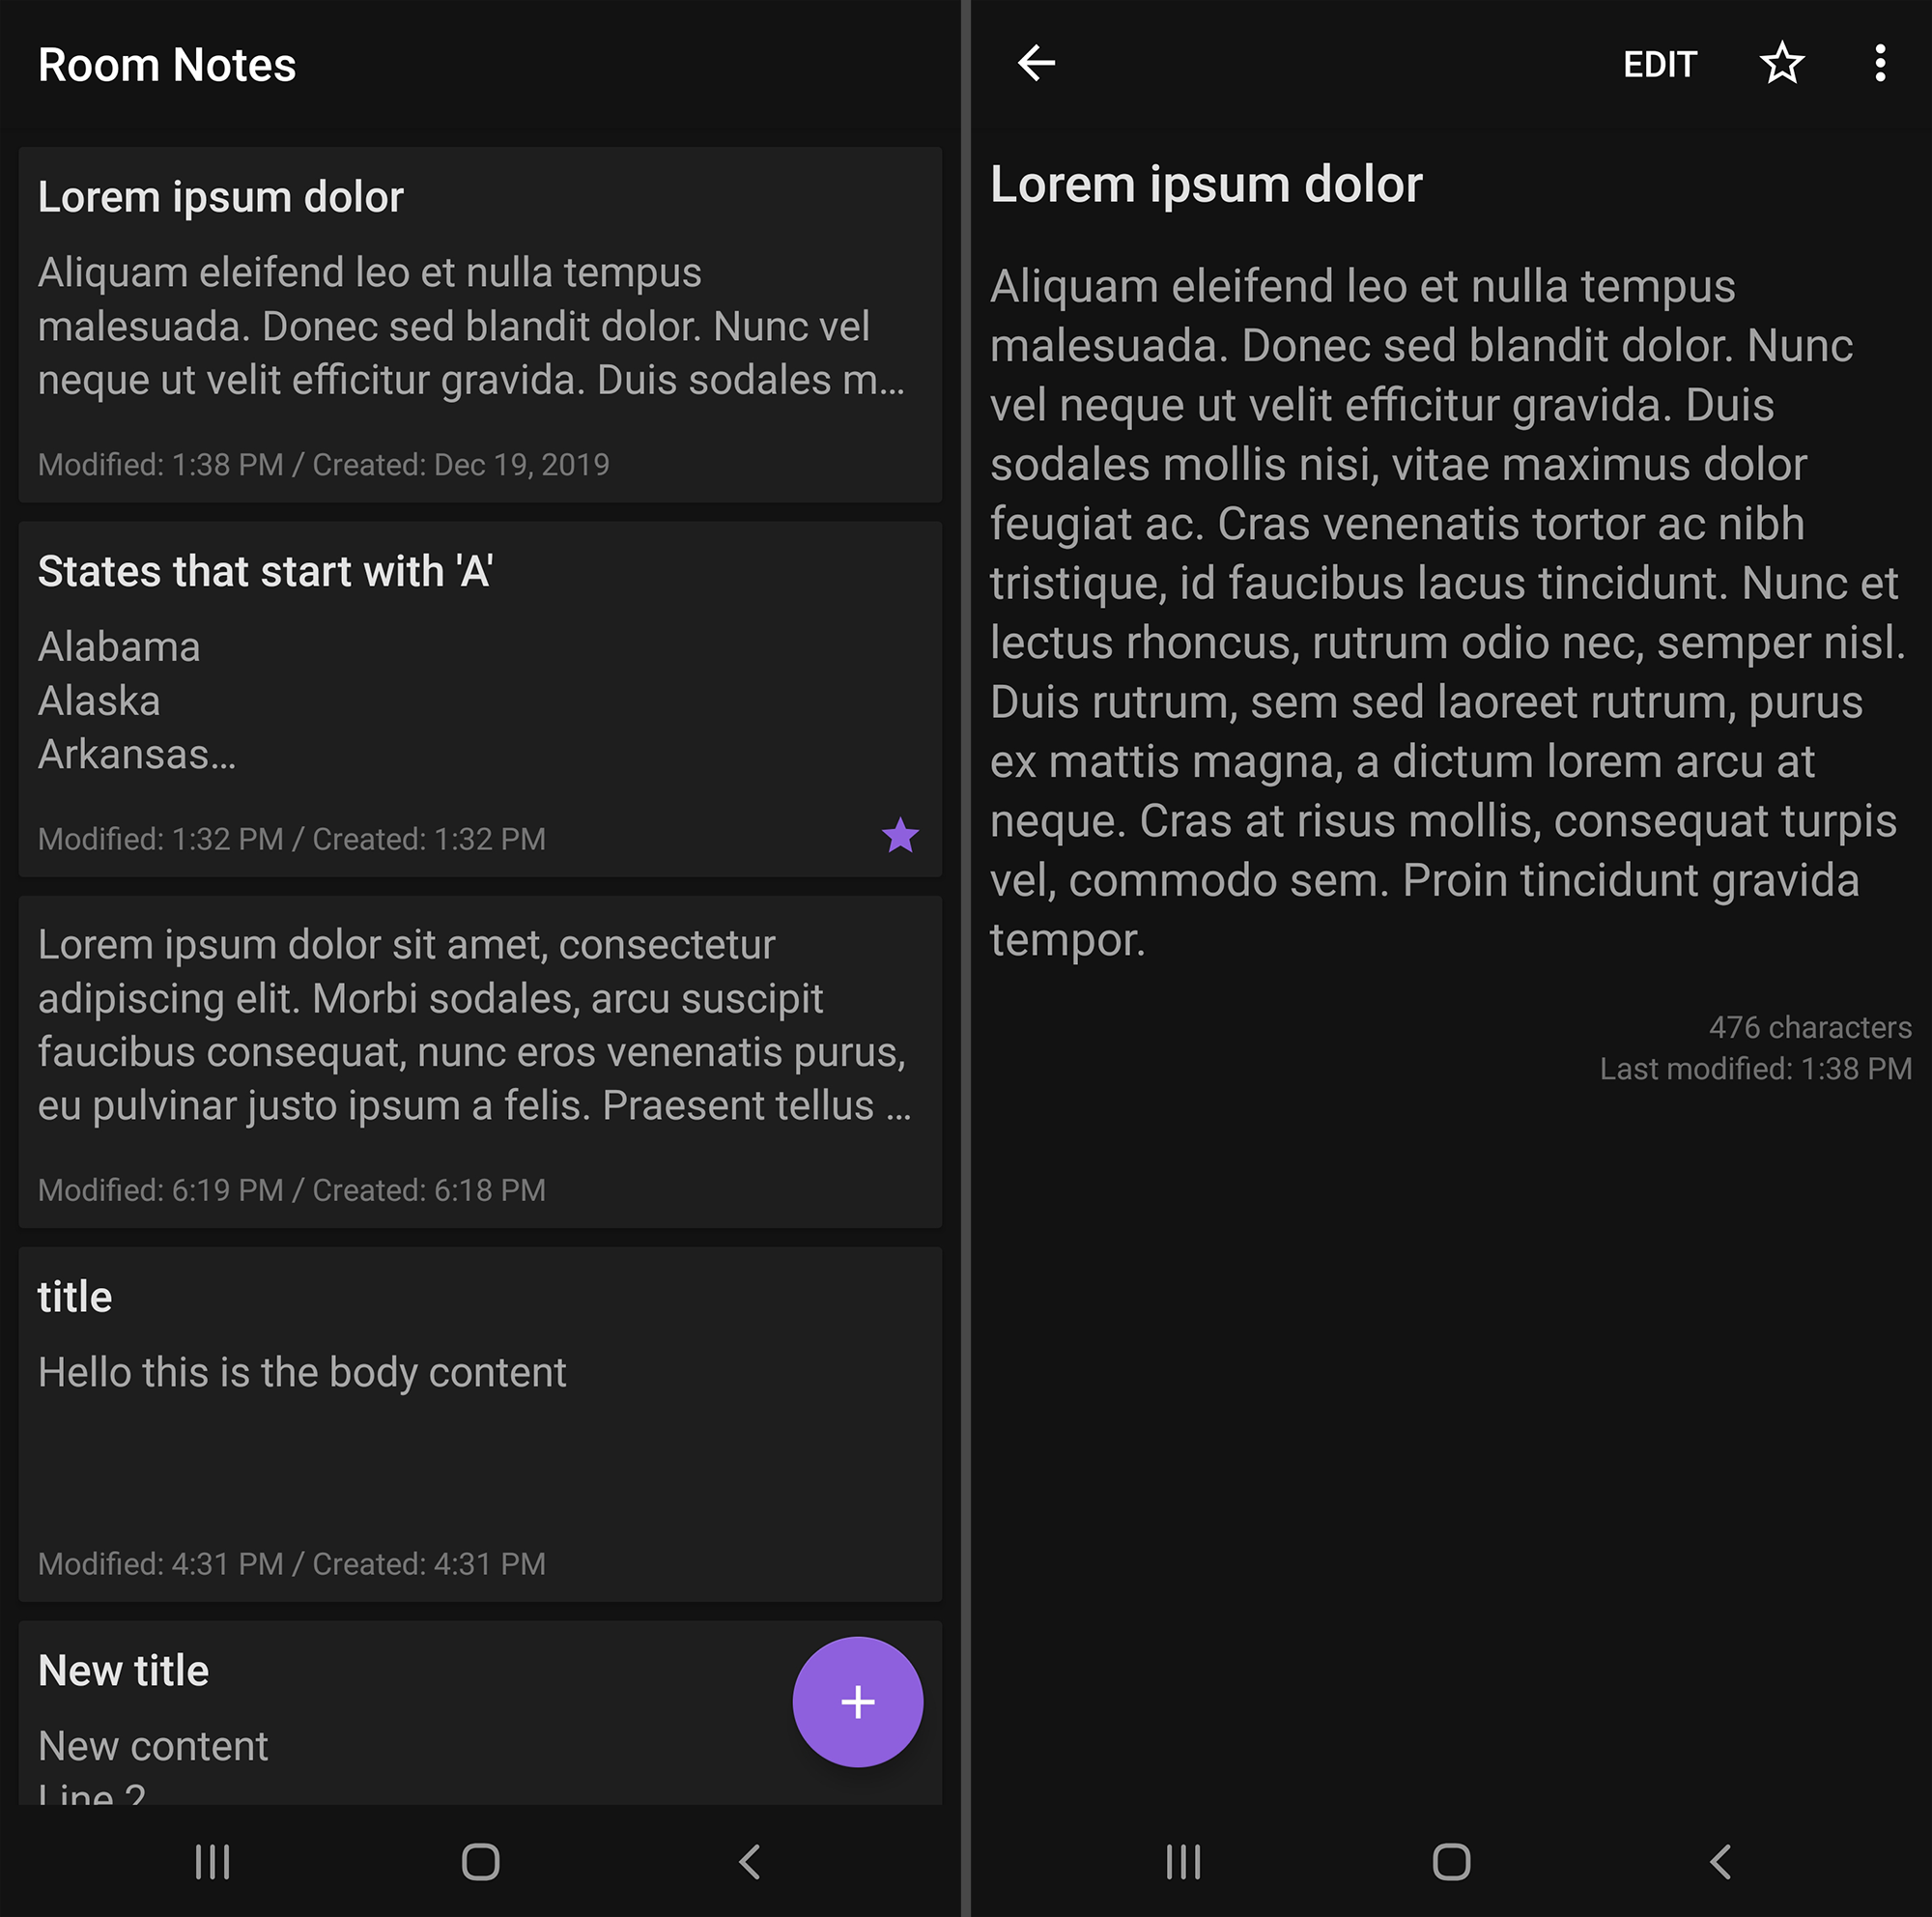 Room Notes
Lorem ipsum dolor
Aliquam eleifend leo et nulla tempus
malesuada. Donec sed blandit dolor. Nunc vel
neque ut velit efficitur gravida. Duis sodales m...
Modified: 1:38 PM / Created: Dec 19, 2019
States that start with 'A'
Alabama
Alaska
Arkansas...
Modified: 1:32 PM / Created: 1:32 PM
Lorem ipsum dolor sit amet, consectetur
adipiscing elit. Morbi sodales, arcu suscipit
faucibus consequat, nunc eros venenatis purus,
eu pulvinar justo ipsum a felis. Praesent tellus ...
Modified: 6:19 PM / Created: 6:18 PM
title
Hello this is the body content
Modified: 4:31 PM / Created: 4:31 PM
New title
New content
Line 2
EDIT
Lorem ipsum dolor
Aliquam eleifend leo et nulla tempus
malesuada. Donec sed blandit dolor. Nunc
vel neque ut velit efficitur gravida. Duis
sodales mollis nisi, vitae maximus dolor
feugiat ac. Cras venenatis tortor ac nibh
tristique, id faucibus lacus tincidunt. Nunc et
lectus rhoncus, rutrum odio nec, semper nisl.
Duis rutrum, sem sed laoreet rutrum, purus
ex mattis magna, a dictum lorem arcu at
neque. Cras at risus mollis, consequat turpis
vel, commodo sem. Proin tincidunt gravida
tempor.
476 characters
Last modified: 1:38 PM